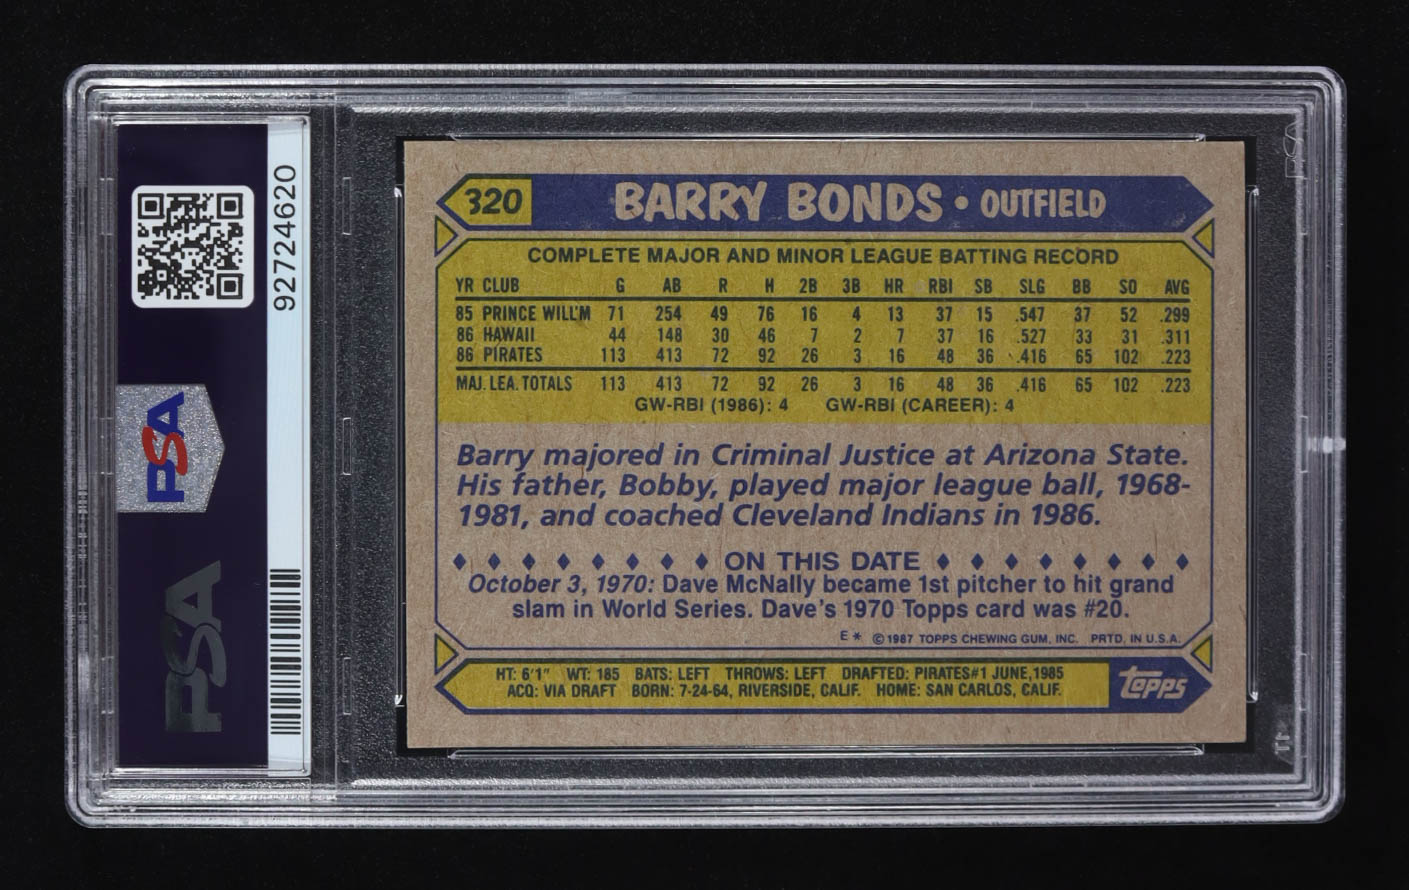 92724620
PSA
PSA
320 BARRY BONDS • OUTFIELD
COMPLETE MAJOR AND MINOR LEAGUE BATTING RECORD
YR CLUB G AB R H 2B 3B HR RBI SB SLG BB SO AVG
85 PRINCE WILL'M 71 254 49 76 16 4 13 37 15 .547 37 52 .299
86 HAWAII 44 148 30 46 7 2 7 37 16 .527 33 31 .311
86 PIRATES 113 413 72 92 26 3 16 48 36 .416 65 102 .223
MAJ. LEA. TOTALS 113 413 72 92 26 3 16 48 36 .416 65 102 .223
GW-RBI (1986): 4 GW-RBI (CAREER): 4
Barry majored in Criminal Justice at Arizona State.
His father, Bobby, played major league ball, 1968-
1981, and coached Cleveland Indians in 1986.
ON THIS DATE
October 3, 1970: Dave McNally became 1st pitcher to hit grand
slam in World Series. Dave's 1970 Topps card was #20.
E* ©1987 TOPPS CHEWING GUM, INC. PRTD. IN U.S.A.
HT: 6'1" WT: 185 BATS: LEFT THROWS: LEFT DRAFTED: PIRATES#1 JUNE,1985
ACQ: VIA DRAFT BORN: 7-24-64, RIVERSIDE, CALIF. HOME: SAN CARLOS, CALIF.
TOPPS